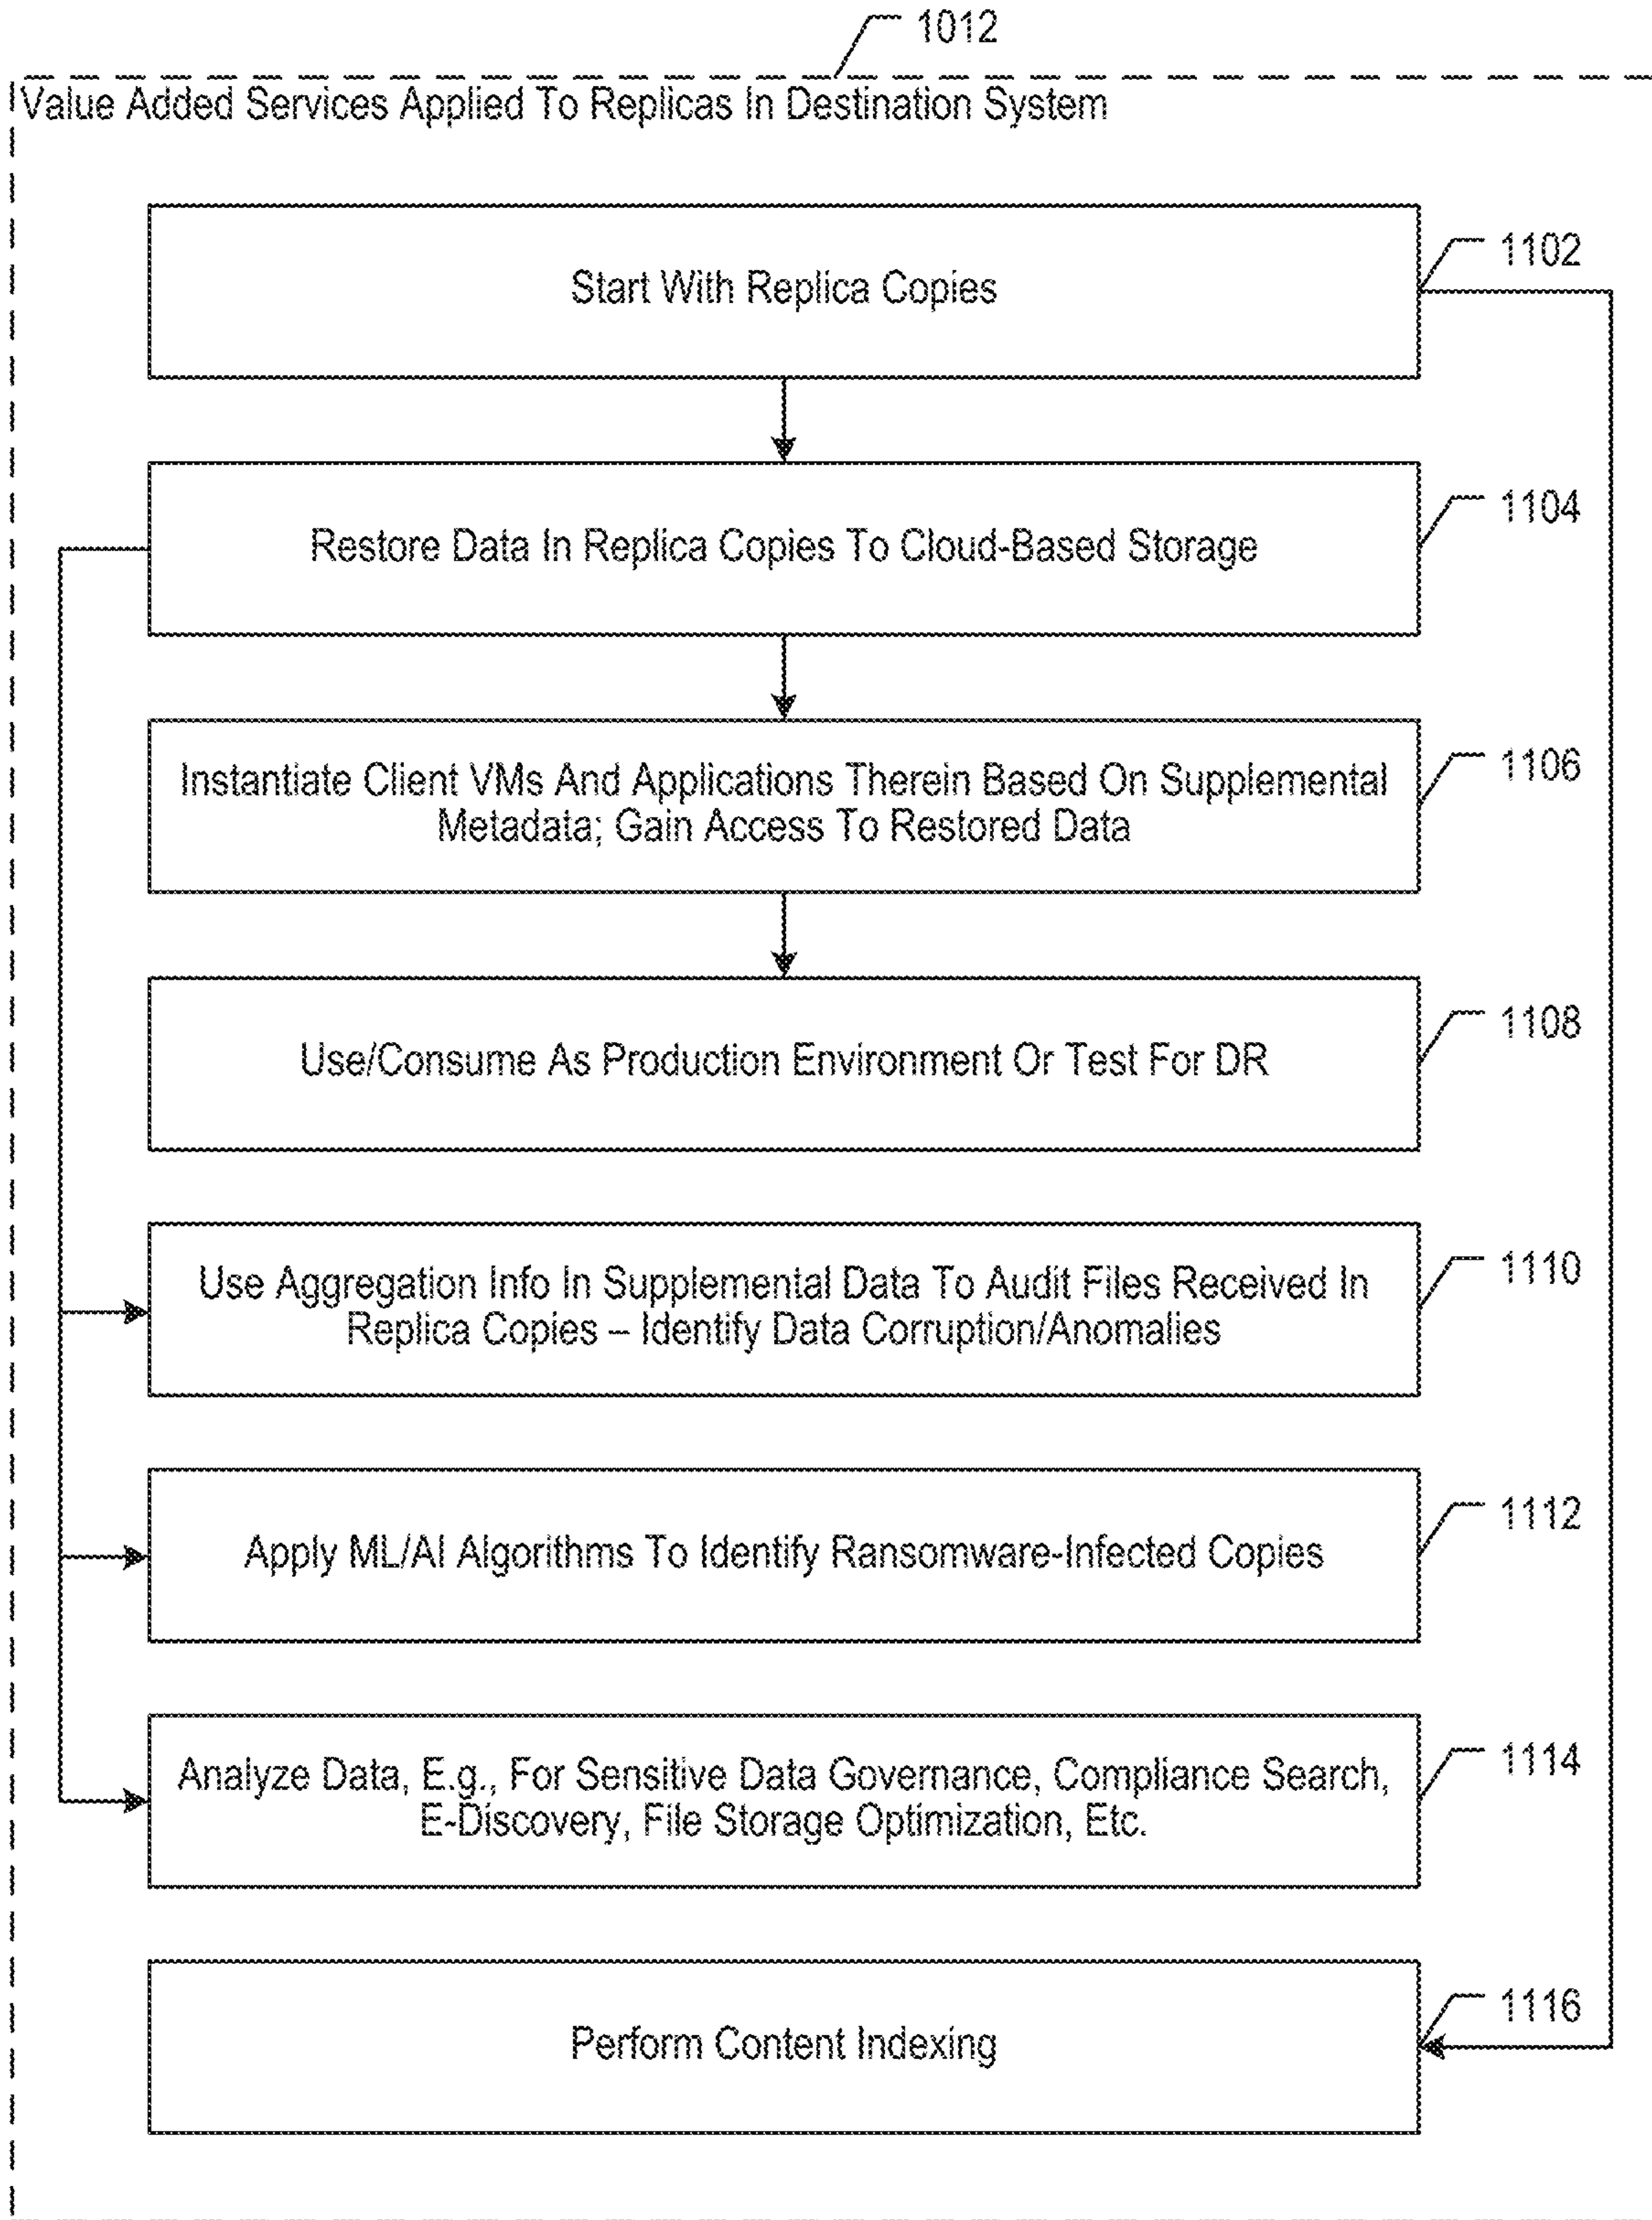 1012
Value Added Services Applied To Replicas In Destination System
1102
Start With Replica Copies
1104
Restore Data In Replica Copies To Cloud-Based Storage
1106
Instantiate Client VMs And Applications Therein Based On Supplemental
Metadata; Gain Access To Restored Data
1108
Use/Consume As Production Environment Or Test For DR
1110
Use Aggregation Info In Supplemental Data To Audit Files Received In
Replica Copies – Identify Data Corruption/Anomalies
1112
Apply ML/AI Algorithms To Identify Ransomware-Infected Copies
1114
Analyze Data, E.g., For Sensitive Data Governance, Compliance Search,
E-Discovery, File Storage Optimization, Etc.
1116
Perform Content Indexing